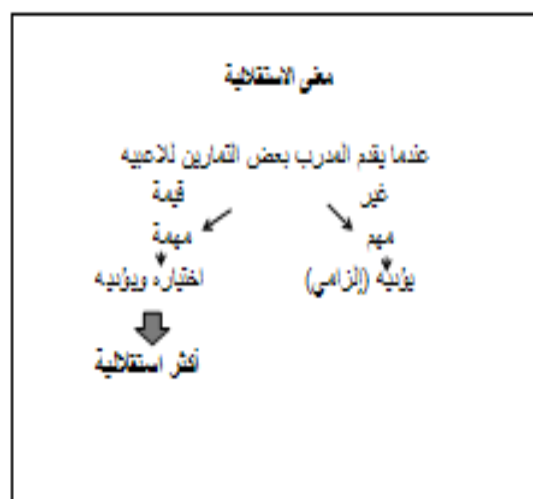 معنى الاستقلالية
عندما يقدم المدرب بعض التمارين للاعبيه
غير
قيمة
مهم
مهمة
يؤديه (إلزامي)
اختياره ويؤديه
أكثر استقلالية